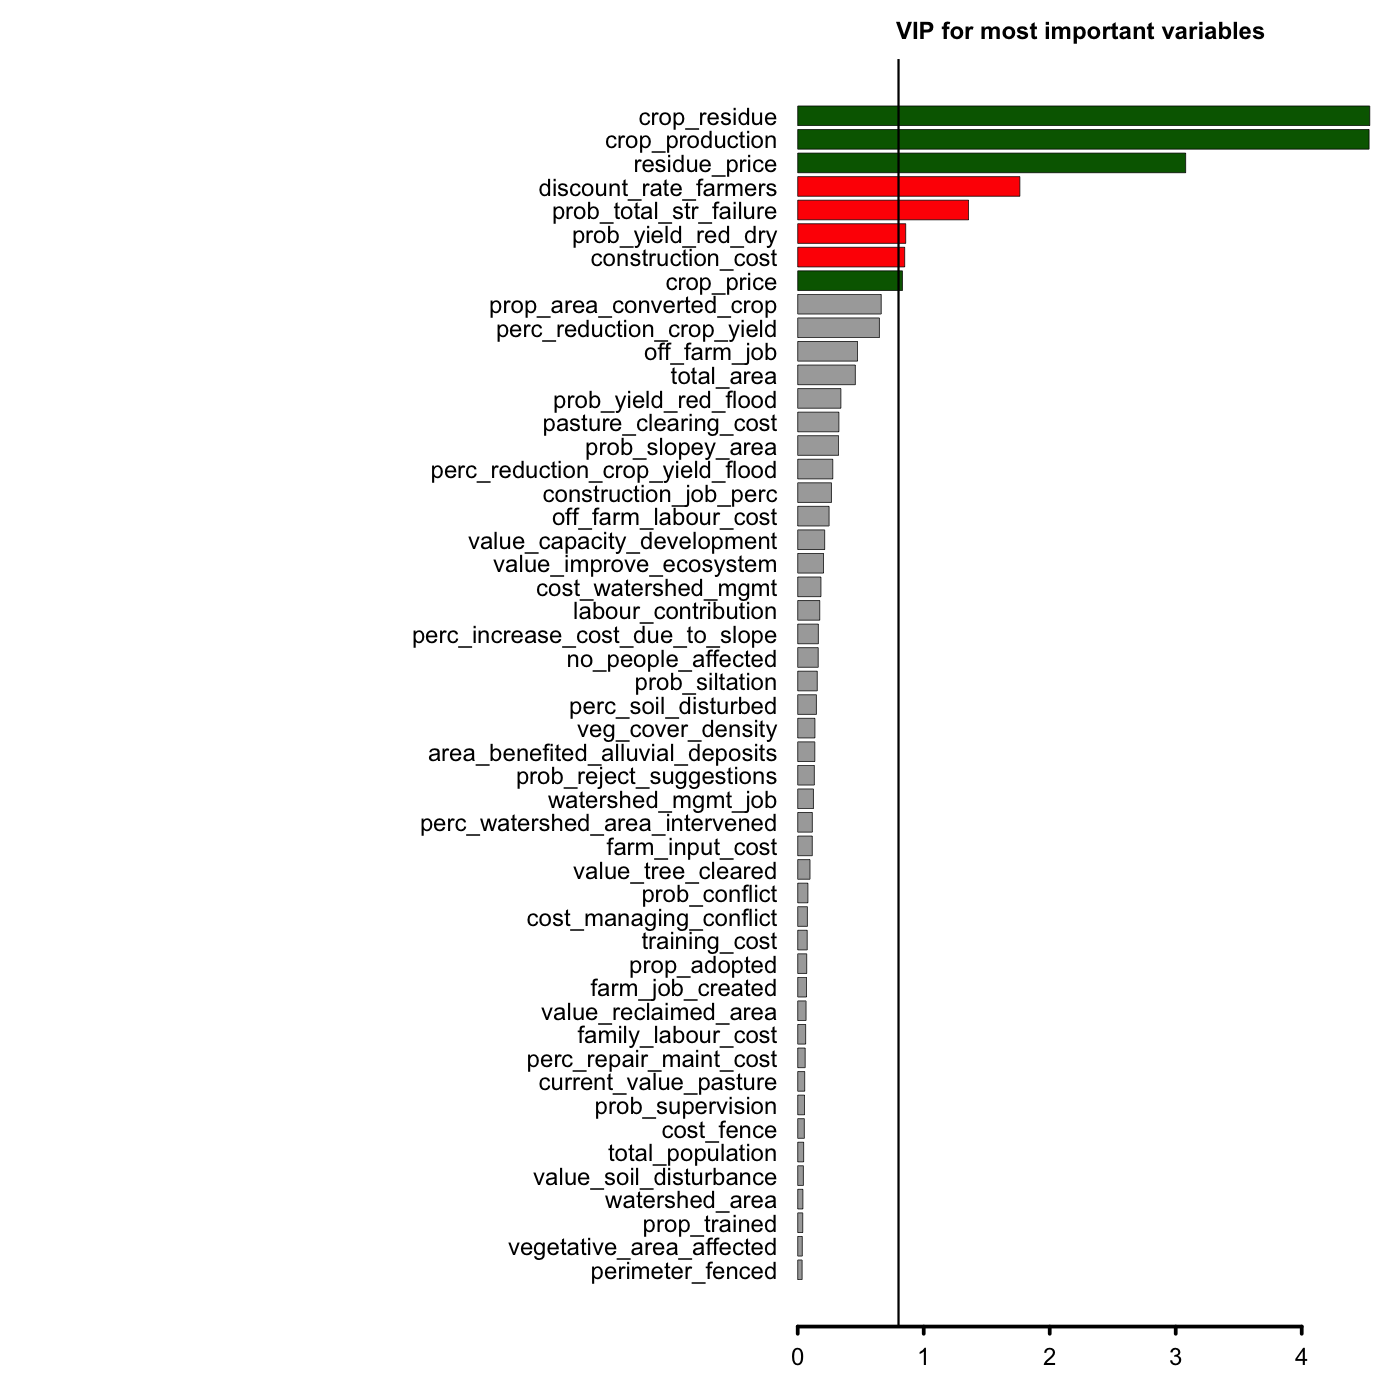 VIP for most important variables
crop_residue
crop_production
residue_price
discount_rate_farmers
prob_total_str_failure
prob_yield_red_dry
construction_cost
crop_price
prop_area_converted_crop
perc_reduction_crop_yield
off_farm_job
total_area
prob_yield_red_flood
pasture_clearing_cost
prob_slopey_area
perc_reduction_crop_yield_flood
construction_job_perc
off_farm_labour_cost
value_capacity_development
value_improve_ecosystem
cost_watershed_mgmt
labour_contribution
perc_increase_cost_due_to_slope
no_people_affected
prob_siltation
perc_soil_disturbed
veg_cover_density
area_benefited_alluvial_deposits
prob_reject_suggestions
watershed_mgmt_job
perc_watershed_area_intervened
farm_input_cost
value_tree_cleared
prob_conflict
cost_managing_conflict
training_cost
prop_adopted
farm_job_created
value_reclaimed_area
family_labour_cost
perc_repair_maint_cost
current_value_pasture
prob_supervision
cost_fence
total_population
value_soil_disturbance
watershed_area
prop_trained
vegetative_area_affected
perimeter_fenced
0 1 2 3 4